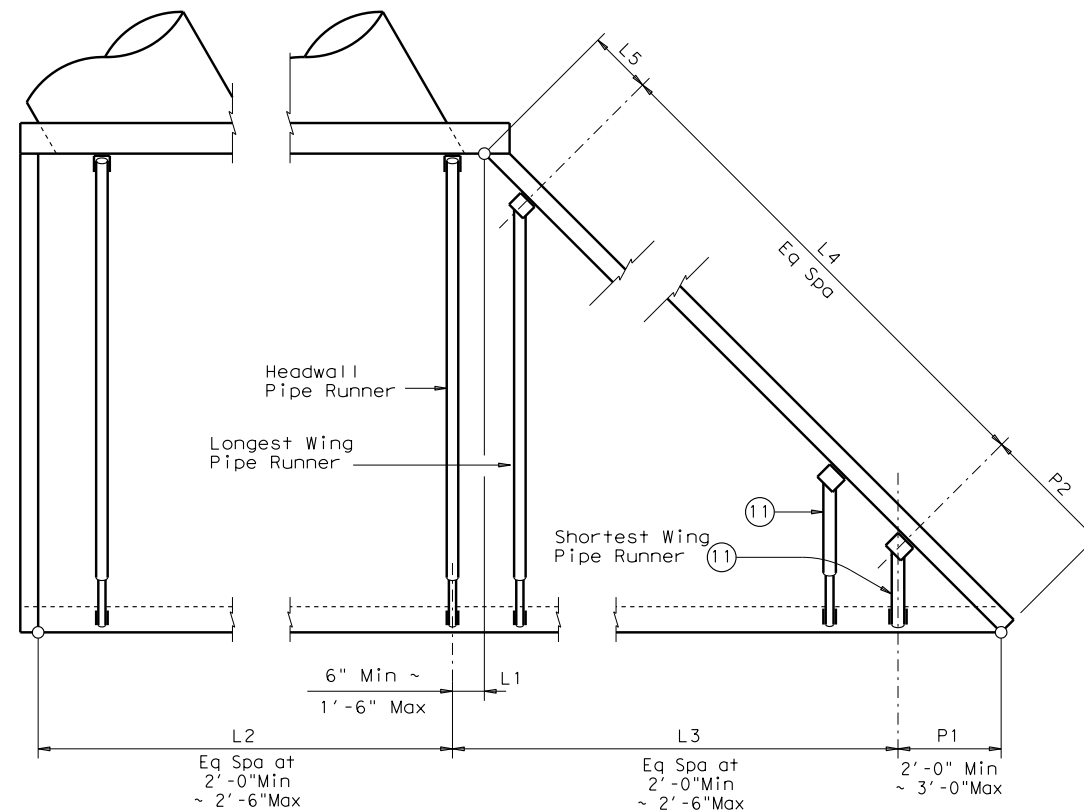 L5
L4
Eq Spa
P2
Headwall
Pipe Runner
Longest Wing
Pipe Runner
11
Shortest Wing
Pipe Runner
11
6" Min ~
1'-6" Max
L1
L2
Eq Spa at
2'-0"Min
~ 2'-6"Max
L3
Eq Spa at
2'-0"Min
~ 2'-6"Max
P1
2'-0" Min
~ 3'-0"Max